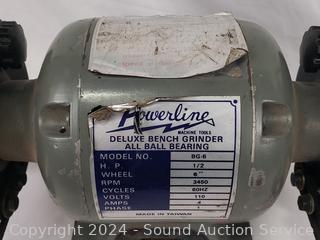 Powerline
MACHINE TOOLS
DELUXE BENCH GRINDER
ALL BALL BEARING
MODEL NO. BG-6
H. P. 1/2
WHEEL 6"
RPM 3450
CYCLES 60HZ
VOLTS 110
AMPS 4
PHASE
MADE IN TAIWAN
Copyright 2024 - Sound Auction Service